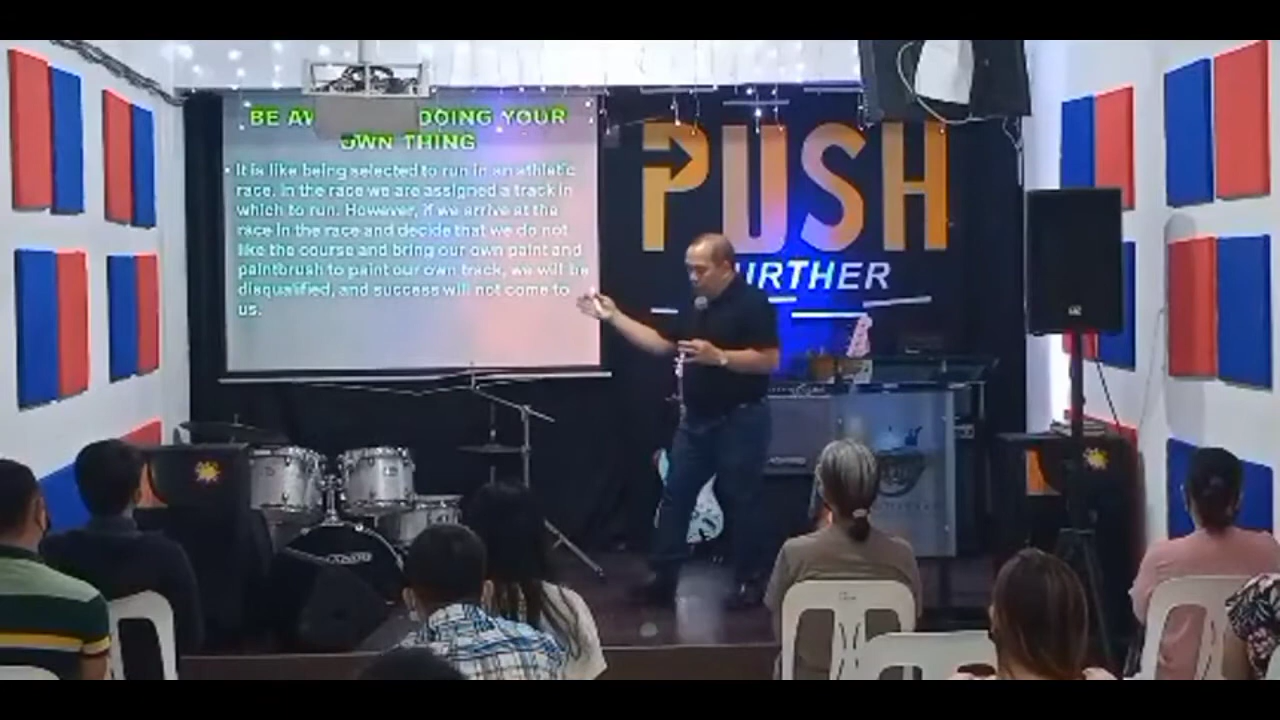 BE AW DOING YOUR
OWN THING
• It is like being selected to run in an athletic
race. In the race we are assigned a track in
which to run. However, if we arrive at the
race in the race and decide that we do not
like the course and bring our own paint and
paintbrush to paint our own track, we will be
disqualified, and success will not come to
us.
PUSH
URTHER